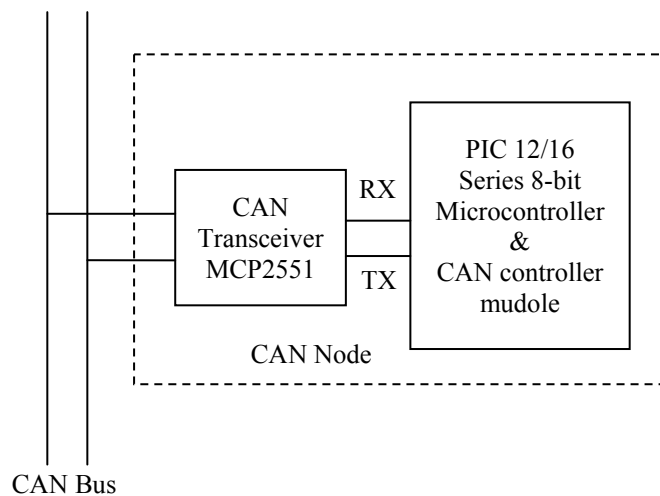 CAN
Transceiver
MCP2551
RX
TX
PIC 12/16
Series 8-bit
Microcontroller
&
CAN controller
mudole
CAN Node
CAN Bus